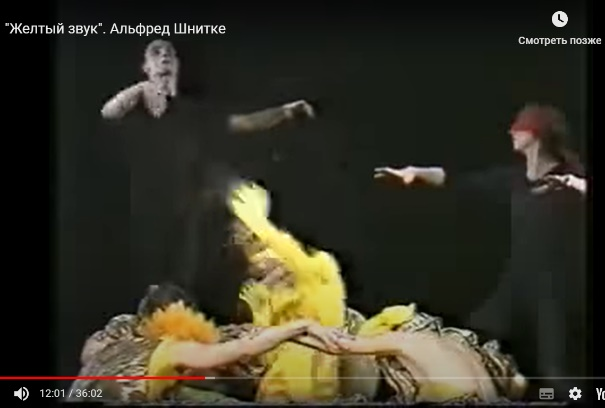 "Желтый звук". Альфред Шнитке
Смотреть позже
12:01 / 36:02